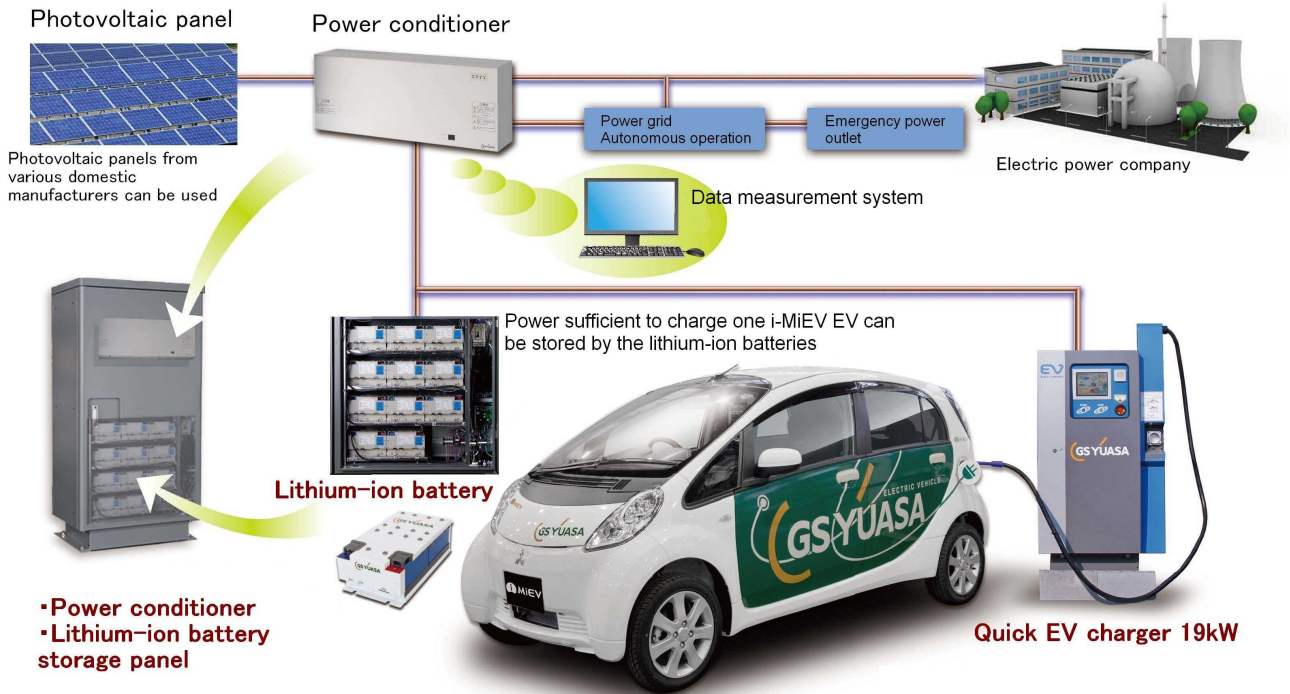 Photovoltaic panel
Power conditioner
Photovoltaic panels from
various domestic
manufacturers can be used
Power grid
Autonomous operation
Emergency power
outlet
Electric power company
Data measurement system
Power sufficient to charge one i-MiEV EV can
be stored by the lithium-ion batteries
Lithium-ion battery
EV
GS YUASA
ELECTRIC VEHICLE
GS YUASA
GS YUASA
GS YUASA
i MiEV
・Power conditioner
・Lithium-ion battery
storage panel
Quick EV charger 19kW